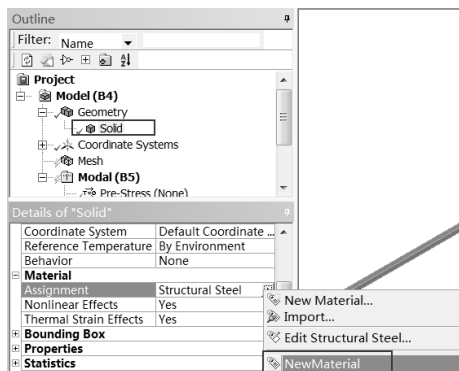 Outline
Filter: Name
Project
Model (B4)
Geometry
Solid
Coordinate Systems
Mesh
Modal (B5)
Pre-Stress (None)
Details of "Solid"
Coordinate System Default Coordinate ...
Reference Temperature By Environment
Behavior None
Material
Assignment Structural Steel
Nonlinear Effects Yes
Thermal Strain Effects Yes
Bounding Box
Properties
Statistics
New Material...
Import...
Edit Structural Steel...
NewMaterial